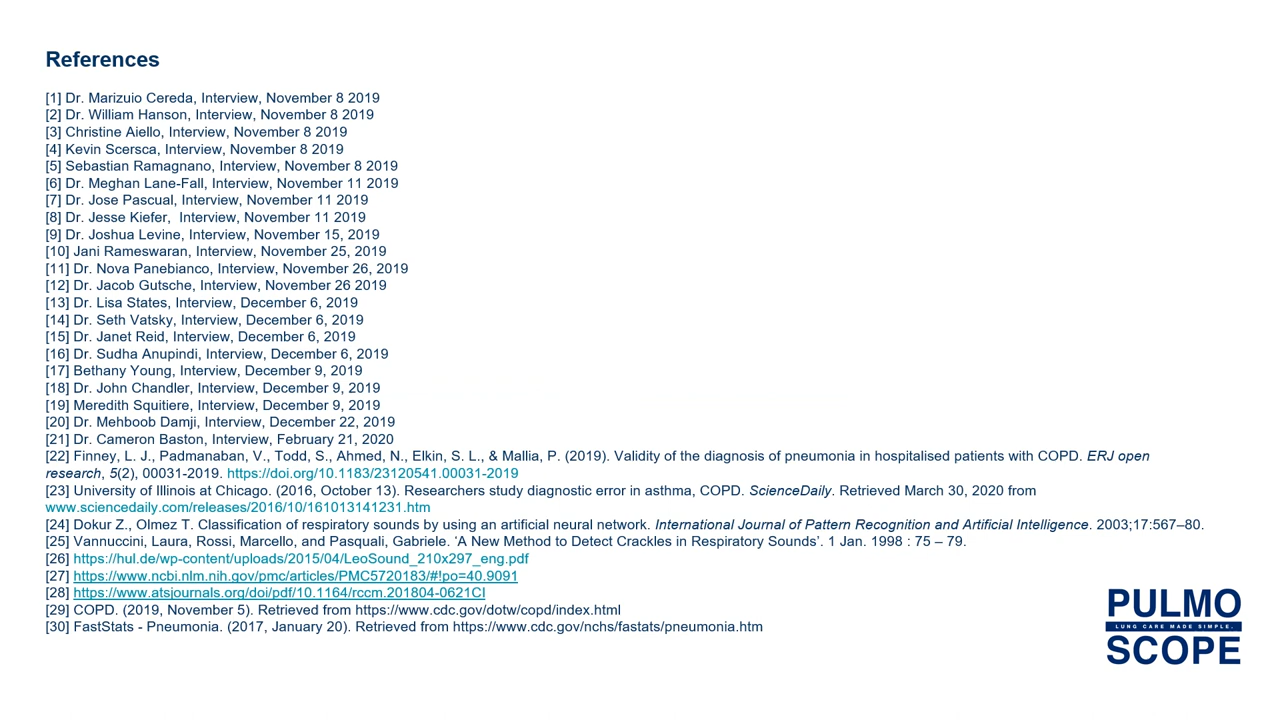 References
[1] Dr. Marizuio Cereda, Interview, November 8 2019
[2] Dr. William Hanson, Interview, November 8 2019
[3] Christine Aiello, Interview, November 8 2019
[4] Kevin Scersca, Interview, November 8 2019
[5] Sebastian Ramagnano, Interview, November 8 2019
[6] Dr. Meghan Lane-Fall, Interview, November 11 2019
[7] Dr. Jose Pascual, Interview, November 11 2019
[8] Dr. Jesse Kiefer,  Interview, November 11 2019
[9] Dr. Joshua Levine, Interview, November 15, 2019
[10] Jani Rameswaran, Interview, November 25, 2019
[11] Dr. Nova Panebianco, Interview, November 26, 2019
[12] Dr. Jacob Gutsche, Interview, November 26 2019
[13] Dr. Lisa States, Interview, December 6, 2019
[14] Dr. Seth Vatsky, Interview, December 6, 2019
[15] Dr. Janet Reid, Interview, December 6, 2019
[16] Dr. Sudha Anupindi, Interview, December 6, 2019
[17] Bethany Young, Interview, December 9, 2019
[18] Dr. John Chandler, Interview, December 9, 2019
[19] Meredith Squitiere, Interview, December 9, 2019
[20] Dr. Mehboob Damji, Interview, December 22, 2019
[21] Dr. Cameron Baston, Interview, February 21, 2020
[22] Finney, L. J., Padmanaban, V., Todd, S., Ahmed, N., Elkin, S. L., & Mallia, P. (2019). Validity of the diagnosis of pneumonia in hospitalised patients with COPD. ERJ open
research, 5(2), 00031-2019. https://doi.org/10.1183/23120541.00031-2019
[23] University of Illinois at Chicago. (2016, October 13). Researchers study diagnostic error in asthma, COPD. ScienceDaily. Retrieved March 30, 2020 from
www.sciencedaily.com/releases/2016/10/161013141231.htm
[24] Dokur Z., Olmez T. Classification of respiratory sounds by using an artificial neural network. International Journal of Pattern Recognition and Artificial Intelligence. 2003;17:567–80.
[25] Vannuccini, Laura, Rossi, Marcello, and Pasquali, Gabriele. ‘A New Method to Detect Crackles in Respiratory Sounds’. 1 Jan. 1998 : 75 – 79.
[26] https://hul.de/wp-content/uploads/2015/04/LeoSound_210x297_eng.pdf
[27] https://www.ncbi.nlm.nih.gov/pmc/articles/PMC5720183/#!po=40.9091
[28] https://www.atsjournals.org/doi/pdf/10.1164/rccm.201804-0621CI
[29] COPD. (2019, November 5). Retrieved from https://www.cdc.gov/dotw/copd/index.html
[30] FastStats - Pneumonia. (2017, January 20). Retrieved from https://www.cdc.gov/nchs/fastats/pneumonia.htm
PULMO
LUNG CARE MADE SIMPLE.
SCOPE